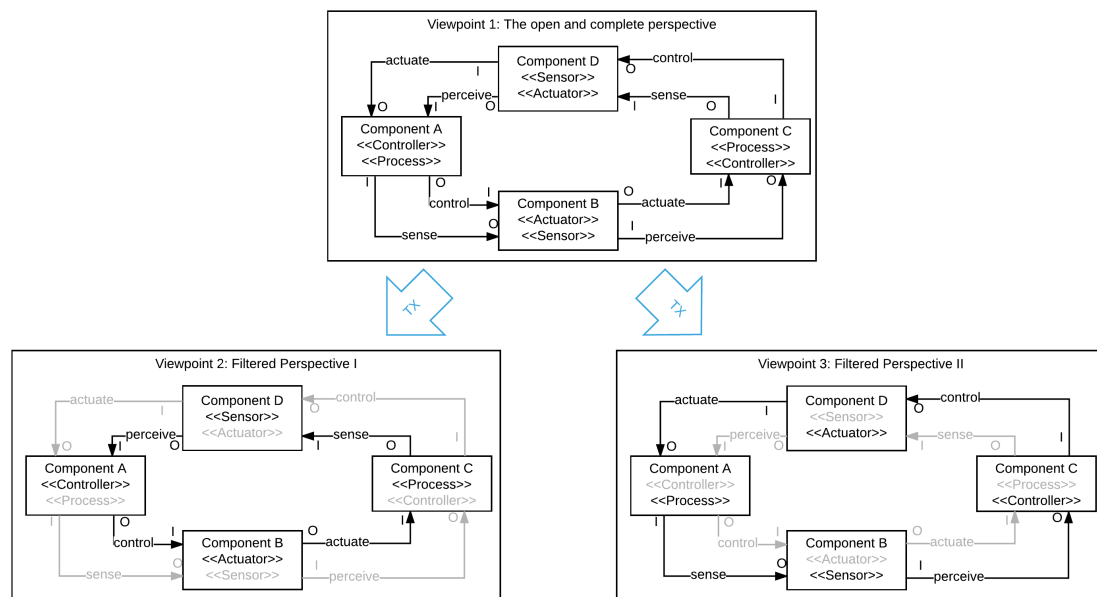 Viewpoint 1: The open and complete perspective
actuate
I
O
Component D
<<Sensor>>
<<Actuator>>
control
O
I
perceive
I
O
sense
I
O
Component A
<<Controller>>
<<Process>>
Component C
<<Process>>
<<Controller>>
I
O
control
I
sense
O
Component B
<<Actuator>>
<<Sensor>>
O
actuate
I
I
perceive
O
TX
TX
Viewpoint 2: Filtered Perspective I
actuate
I
O
Component D
<<Sensor>>
<<Actuator>>
control
O
I
perceive
I
O
sense
I
O
Component A
<<Controller>>
<<Process>>
Component C
<<Process>>
<<Controller>>
I
O
control
I
sense
O
Component B
<<Actuator>>
<<Sensor>>
O
actuate
I
I
perceive
O
Viewpoint 3: Filtered Perspective II
actuate
I
O
Component D
<<Sensor>>
<<Actuator>>
control
O
I
perceive
I
O
sense
I
O
Component A
<<Controller>>
<<Process>>
Component C
<<Process>>
<<Controller>>
I
O
control
I
sense
O
Component B
<<Actuator>>
<<Sensor>>
O
actuate
I
I
perceive
O